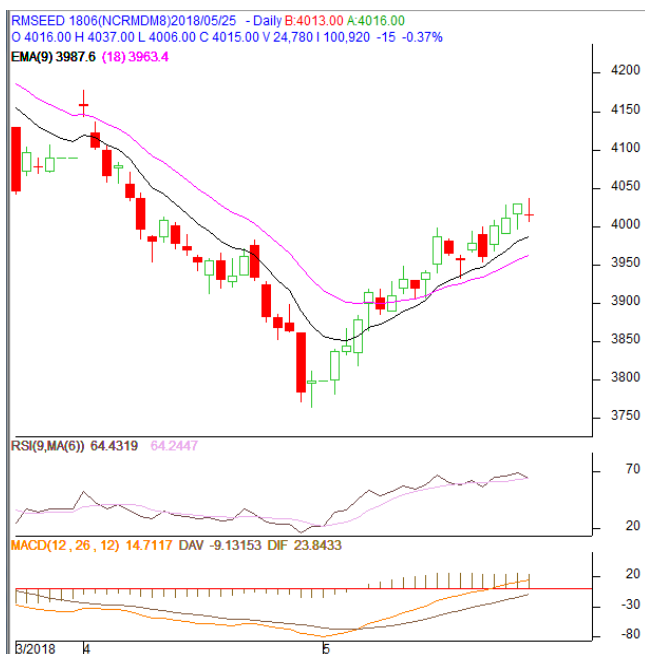 RMSEED 1806(NCRMDM8)2018/05/25 - Daily B:4013.00 A:4016.00
O 4016.00 H 4037.00 L 4006.00 C 4015.00 V 24,780 I 100,920 -15 -0.37%
EMA(9) 3987.6 (18) 3963.4
4200
4150
4100
4050
4000
3950
3900
3850
3800
3750
RSI(9,MA(6)) 64.4319 64.2447
70
20
MACD(12 , 26 , 12) 14.7117 DAV -9.13153 DIF 23.8433
20
-30
-80
3/2018 4 5